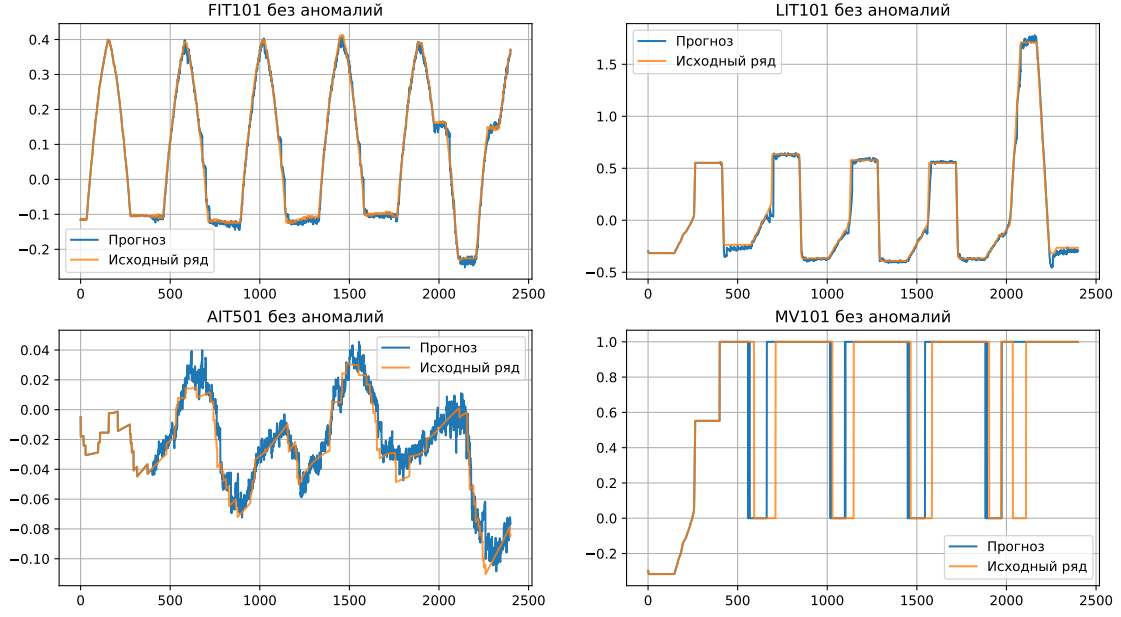 FIT101 без аномалий
0.4
0.3
0.2
0.1
0.0
−0.1
−0.2
Прогноз
Исходный ряд
0 500 1000 1500 2000 2500
LIT101 без аномалий
1.5
1.0
0.5
0.0
−0.5
Прогноз
Исходный ряд
0 500 1000 1500 2000 2500
AIT501 без аномалий
0.04
0.02
0.00
−0.02
−0.04
−0.06
−0.08
−0.10
Прогноз
Исходный ряд
0 500 1000 1500 2000 2500
MV101 без аномалий
1.0
0.8
0.6
0.4
0.2
0.0
−0.2
Прогноз
Исходный ряд
0 500 1000 1500 2000 2500